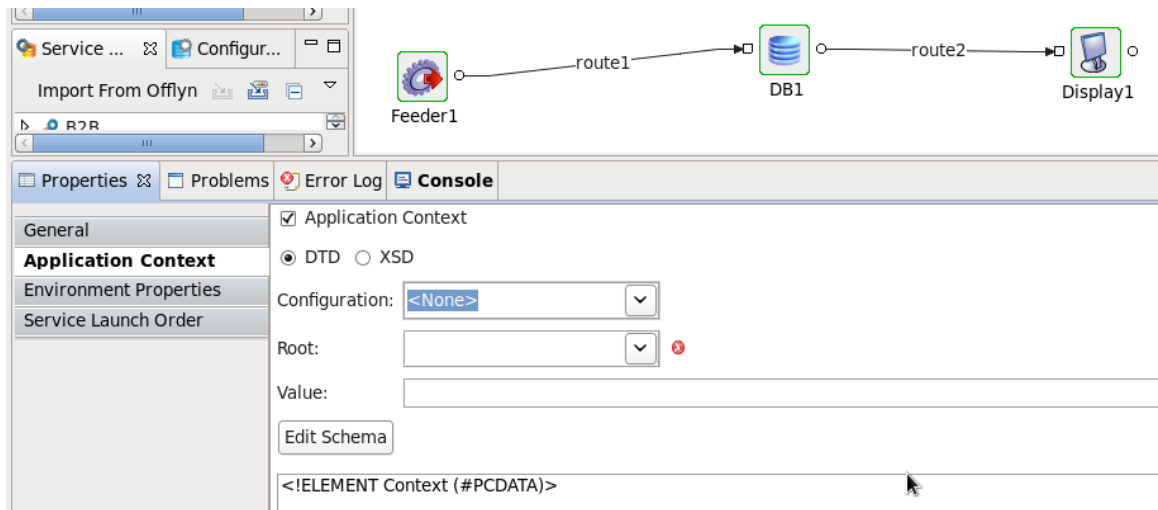 Service ...
Configur...
Import From Offlyn
B2B
Feeder1
route1
DB1
route2
Display1
Properties
Problems
Error Log
Console
General
Application Context
Environment Properties
Service Launch Order
Application Context
DTD
XSD
Configuration:
<None>
Root:
Value:
Edit Schema
<!ELEMENT Context (#PCDATA)>